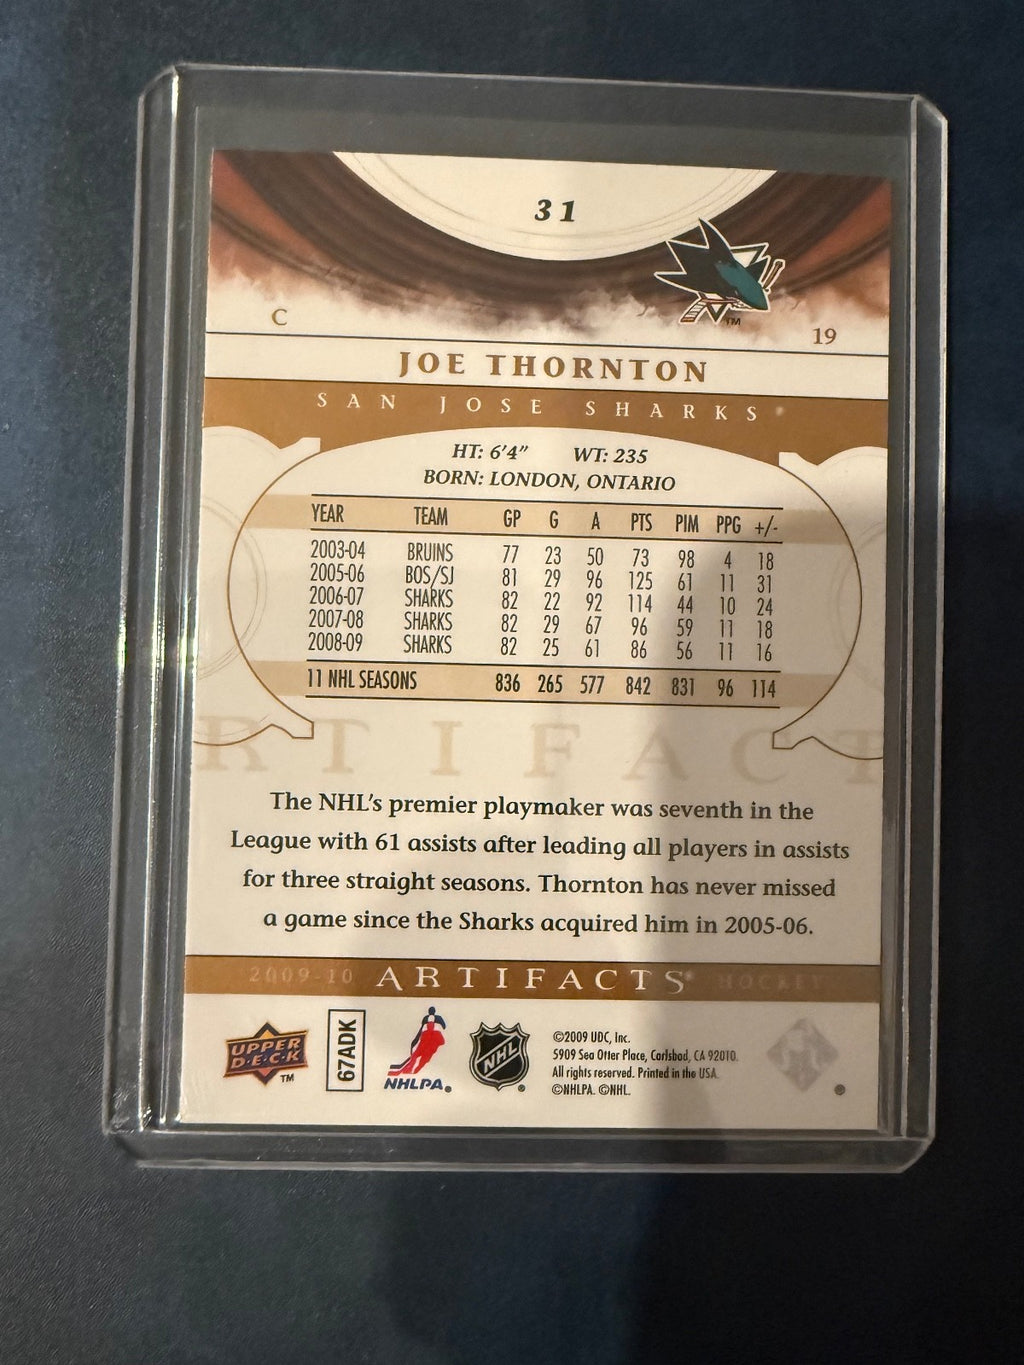 31
TM
C
19
JOE THORNTON
SAN JOSE SHARKS
HT: 6'4" WT: 235
BORN: LONDON, ONTARIO
YEAR TEAM GP G A PTS PIM PPG +/-
2003-04 BRUINS 77 23 50 73 98 4 18
2005-06 BOS/SJ 81 29 96 125 61 11 31
2006-07 SHARKS 82 22 92 114 44 10 24
2007-08 SHARKS 82 29 67 96 59 11 18
2008-09 SHARKS 82 25 61 86 56 11 16
11 NHL SEASONS 836 265 577 842 831 96 114
ARTIFACT
The NHL's premier playmaker was seventh in the
League with 61 assists after leading all players in assists
for three straight seasons. Thornton has never missed
a game since the Sharks acquired him in 2005-06.
2009-10 ARTIFACTS® HOCKEY
UPPER
DECK
TM
67ADK
NHLPA®
NHL®
©2009 UDC, Inc.
5909 Sea Otter Place, Carlsbad, CA 92010.
All rights reserved. Printed in the USA.
©NHLPA. ©NHL.